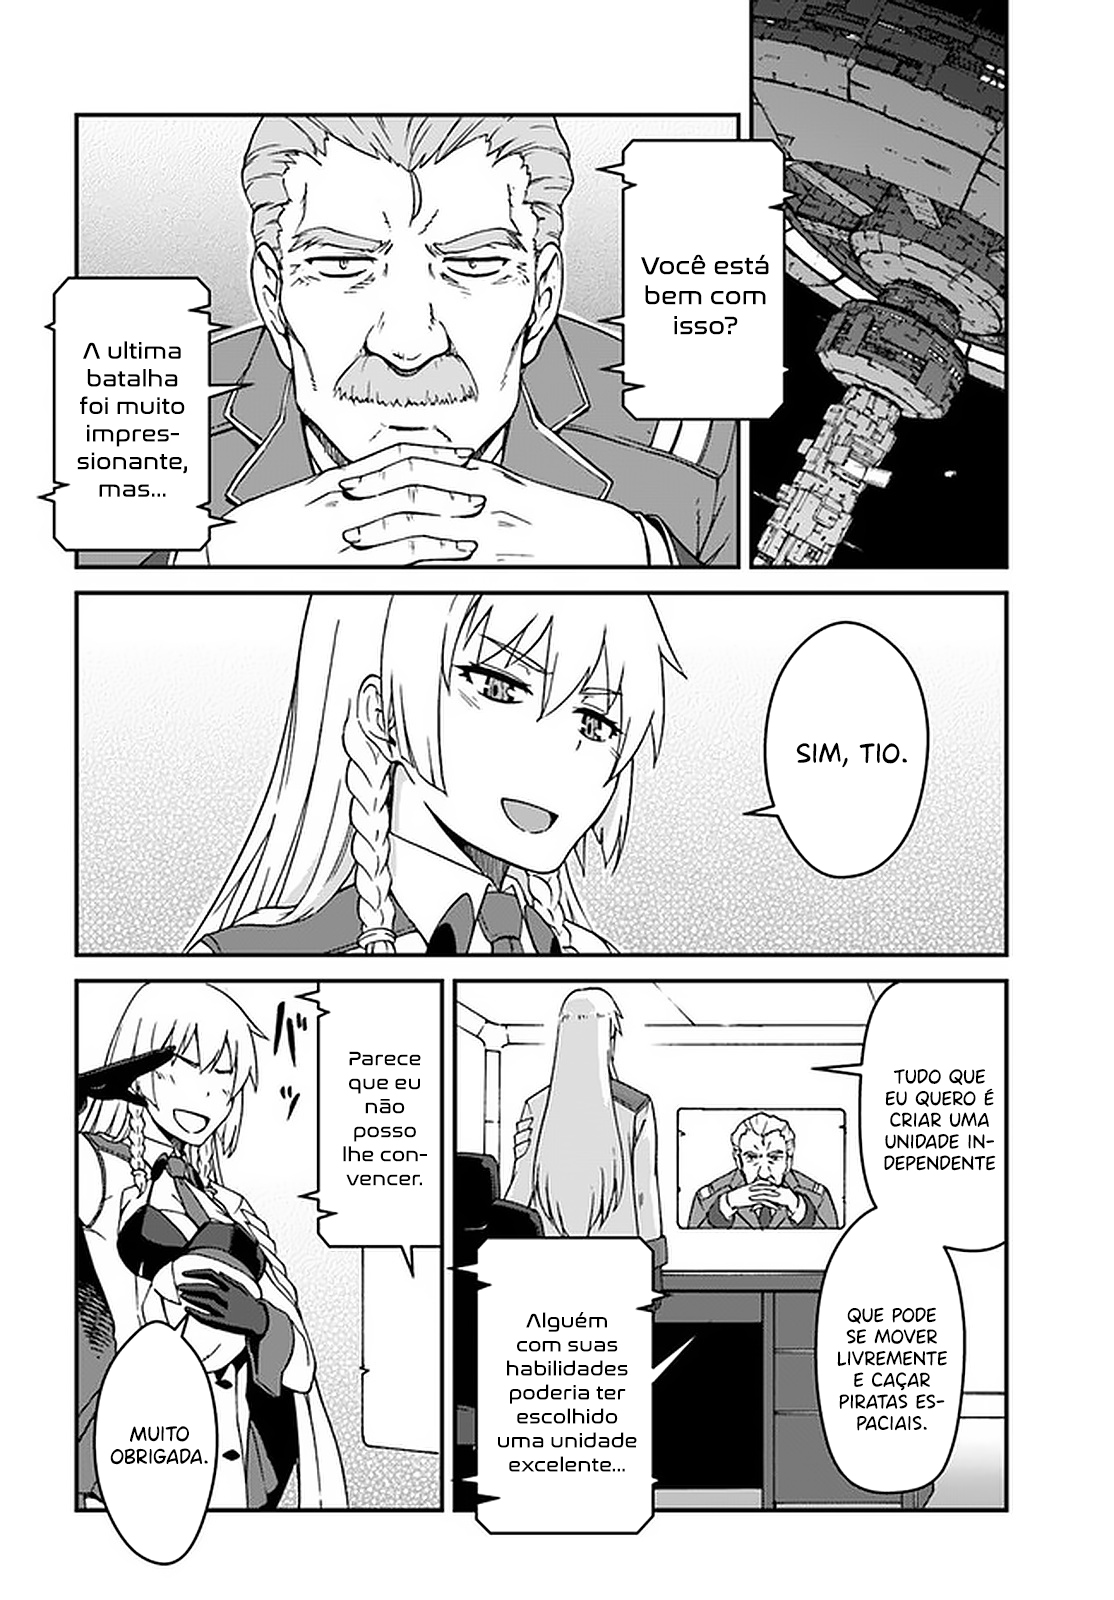 Você está
bem com
isso?
A ultima
batalha
foi muito
impres-
sionante,
mas...
SIM, TIO.
TUDO QUE
EU QUERO É
CRIAR UMA
UNIDADE IN-
DEPENDENTE
QUE PODE
SE MOVER
LIVREMENTE
E CAÇAR
PIRATAS ES-
PACIAIS.
Alguém
com suas
habilidades
poderia ter
escolhido
uma unidade
excelente...
Parece
que eu
não
posso
lhe con-
vencer.
ビッ
MUITO
OBRIGADA.